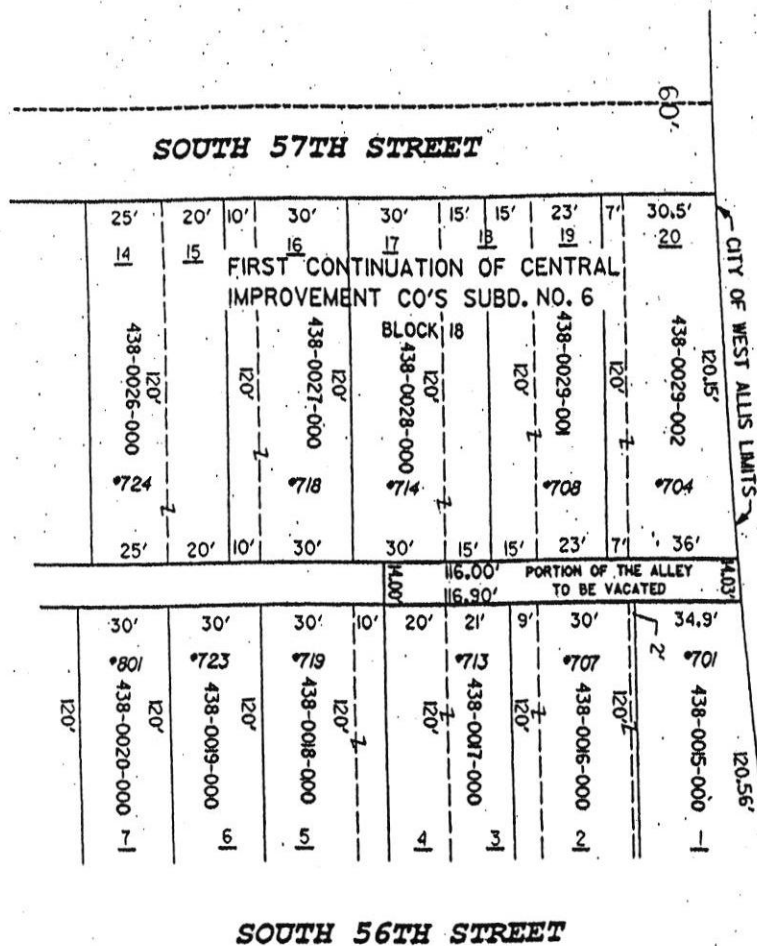 60'
SOUTH 57TH STREET
25' 20' 10' 30' 30' 15' 15' 23' 7' 30.5'
14 15 16 17 18 19 20
FIRST CONTINUATION OF CENTRAL
IMPROVEMENT CO'S SUBD. NO. 6
BLOCK 18
CITY OF WEST ALLIS LIMITS
438-0026-000
120'
120'
438-0027-000
120'
438-0028-000
120'
120'
438-0029-001
120'
438-0029-002
120.15'
*724 *718 *714 *708 *704
25' 20' 10' 30' 30' 15' 15' 23' 7' 36'
14.00'
116.00'
116.90'
PORTION OF THE ALLEY
TO BE VACATED
14.03'
30' 30' 30' 10' 20' 21' 9' 30' 2' 34.9'
*801 *723 *719 *713 *707 *701
120'
438-0020-000
120'
438-0019-000
120'
438-0018-000
120'
120'
438-0017-000
120'
438-0016-000
120'
438-0015-000
120.56'
7 6 5 4 3 2 1
SOUTH 56TH STREET